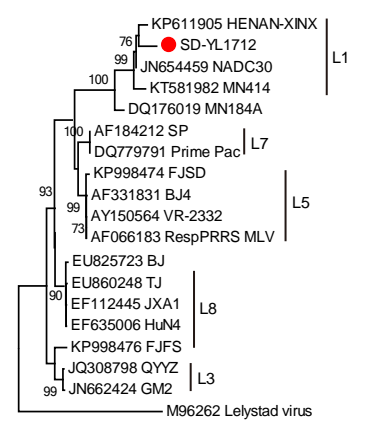 KP611905 HENAN-XINX
76
SD-YL1712
99
JN654459 NADC30
L1
100
KT581982 MN414
DQ176019 MN184A
100
AF184212 SP
L7
DQ779791 Prime Pac
KP998474 FJSD
93
AF331831 BJ4
L5
99
AY150564 VR-2332
73
AF066183 RespPRRS MLV
EU825723 BJ
EU860248 TJ
90
EF112445 JXA1
L8
EF635006 HuN4
KP998476 FJFS
JQ308798 QYYZ
L3
99
JN662424 GM2
M96262 Lelystad virus